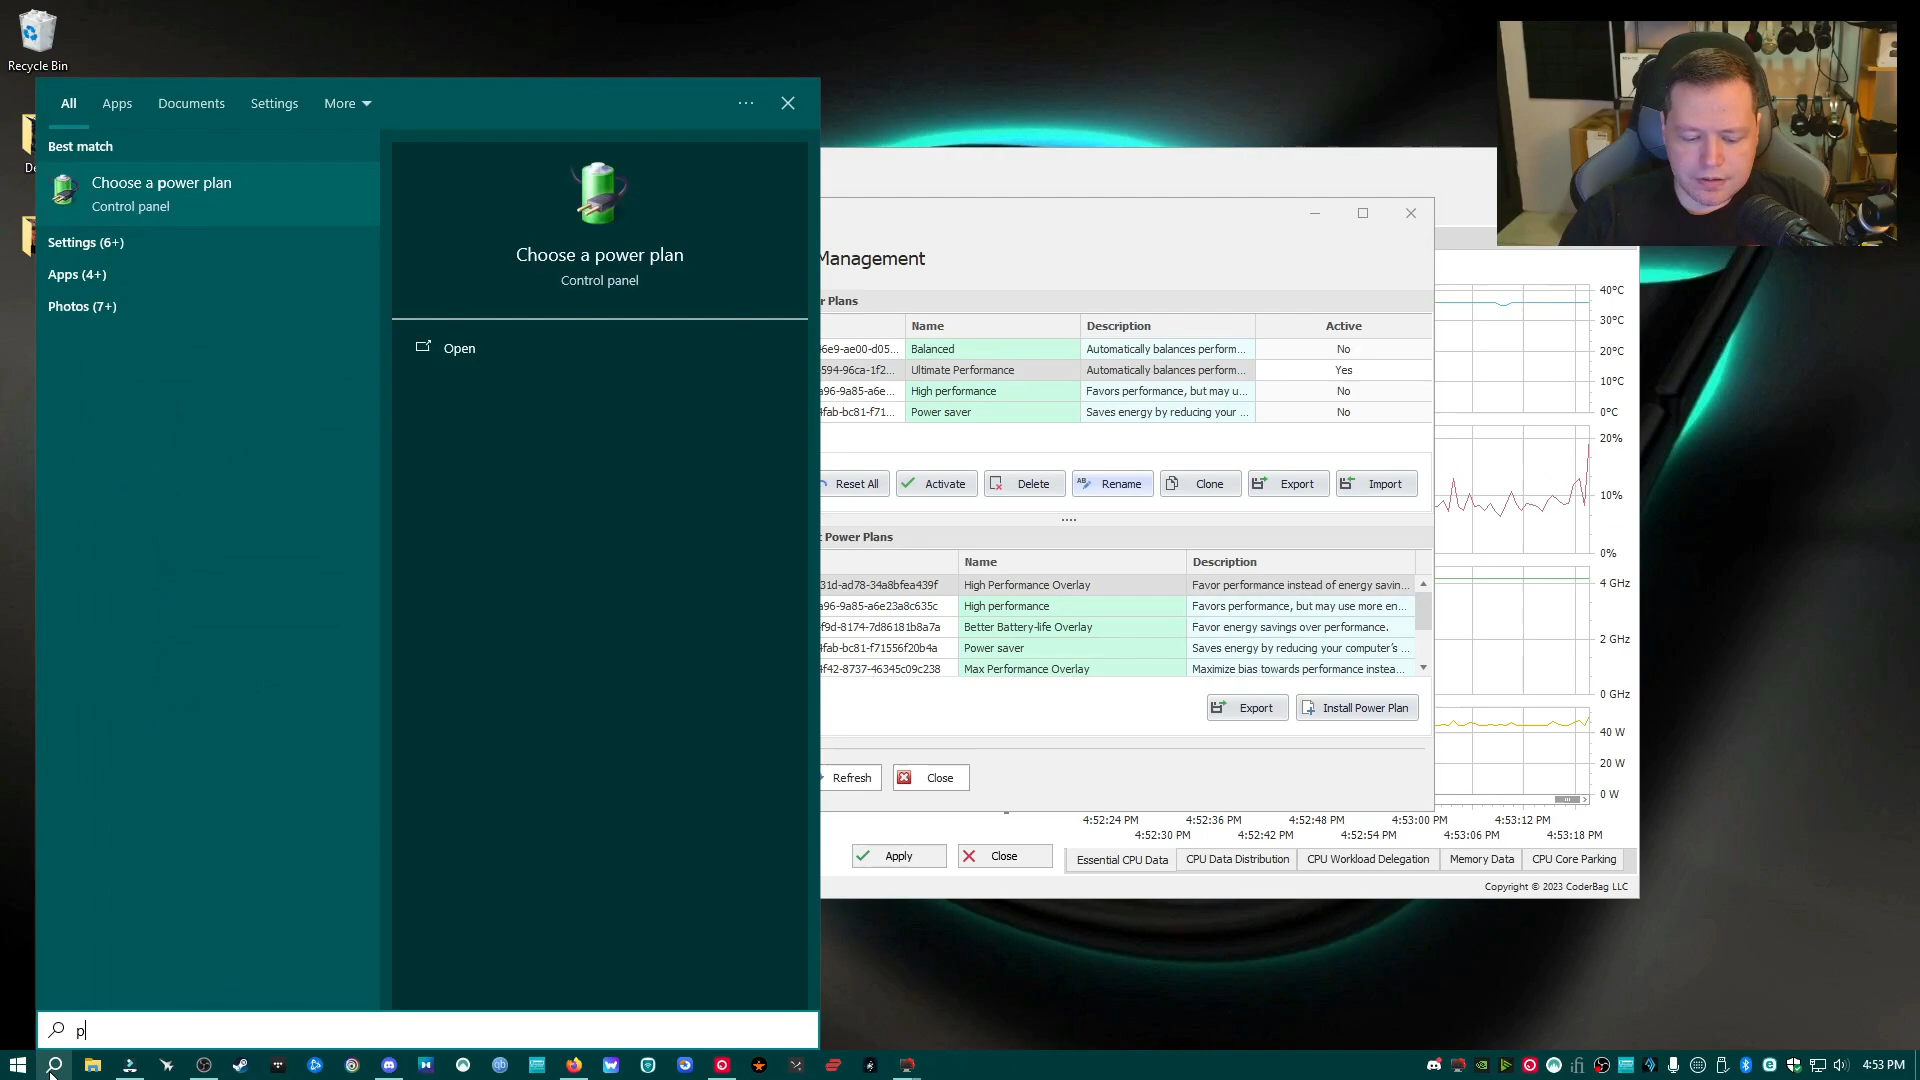 Recycle Bin
All
Apps
Documents
Settings
More
Best match
Choose a power plan
Control panel
Settings (6+)
Apps (4+)
Photos (7+)
Choose a power plan
Control panel
Open
p
Management
r Plans
Name
Description
Active
46e9-ae00-d05...
Balanced
Automatically balances perform...
No
594-96ca-1f2...
Ultimate Performance
Automatically balances perform...
Yes
a96-9a85-a6e...
High performance
Favors performance, but may u...
No
4fab-bc81-f71...
Power saver
Saves energy by reducing your ...
No
Reset All
Activate
Delete
Rename
Clone
Export
Import
t Power Plans
Name
Description
31d-ad78-34a8bfea439f
High Performance Overlay
Favor performance instead of energy savin...
a96-9a85-a6e23a8c635c
High performance
Favors performance, but may use more en...
f9d-8174-7d86181b8a7a
Better Battery-life Overlay
Favor energy savings over performance.
4fab-bc81-f71556f20b4a
Power saver
Saves energy by reducing your computer's ...
4f42-8737-46345c09c238
Max Performance Overlay
Maximize bias towards performance instea...
Export
Install Power Plan
Refresh
Close
Apply
Close
40°C
30°C
20°C
10°C
0°C
20%
10%
0%
4 GHz
2 GHz
0 GHz
40 W
20 W
0 W
4:52:24 PM
4:52:36 PM
4:52:48 PM
4:53:00 PM
4:53:12 PM
4:52:30 PM
4:52:42 PM
4:52:54 PM
4:53:06 PM
4:53:18 PM
Essential CPU Data
CPU Data Distribution
CPU Workload Delegation
Memory Data
CPU Core Parking
Copyright © 2023 CoderBag LLC
4:53 PM